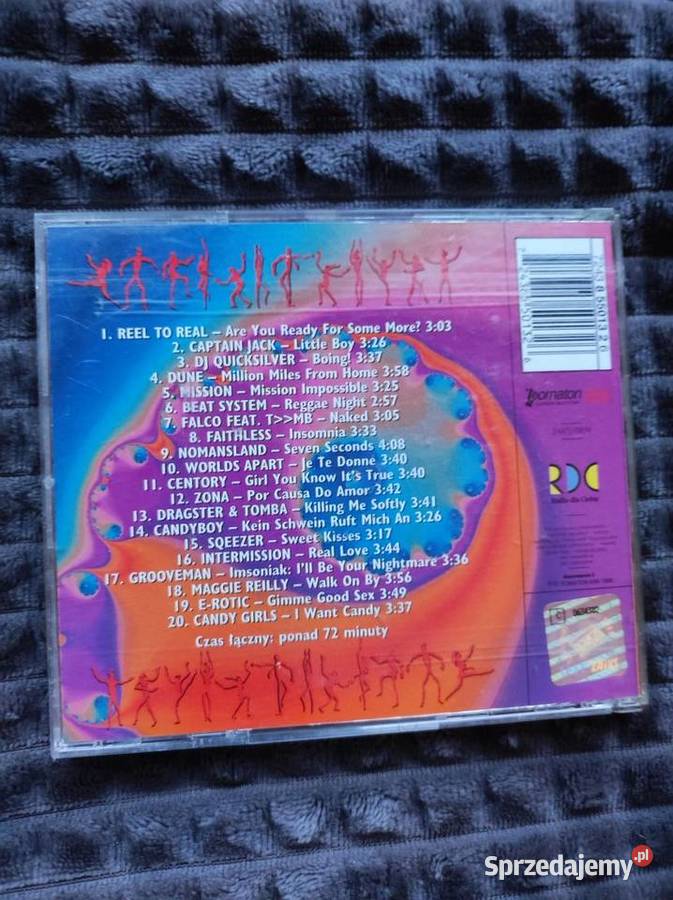 1. REEL TO REAL – Are You Ready For Some More? 3:03
2. CAPTAIN JACK – Little Boy 3:26
3. DJ QUICKSILVER – Boing! 3:37
4. DUNE – Million Miles From Home 3:58
5. MISSION – Mission Impossible 3:25
6. BEAT SYSTEM – Reggae Night 2:57
7. FALCO FEAT. T>>MB – Naked 3:05
8. FAITHLESS – Insomnia 3:33
9. NOMANSLAND – Seven Seconds 4:08
10. WORLDS APART – Je Te Donne 3:40
11. CENTORY – Girl You Know It's True 3:40
12. ZONA – Por Causa Do Amor 3:42
13. DRAGSTER & TOMBA – Killing Me Softly 3:41
14. CANDYBOY – Kein Schwein Ruft Mich An 3:26
15. SQEEZER – Sweet Kisses 3:17
16. INTERMISSION – Real Love 3:44
17. GROOVEMAN – Imsoniak: I'll Be Your Nightmare 3:36
18. MAGGIE REILLY – Walk On By 3:56
19. E-ROTIC – Gimme Good Sex 3:49
20. CANDY GIRLS – I Want Candy 3:37
Czas łączny: ponad 72 minuty
Pomaton
RDC
Radio dla Ciebie
Sprzedajemy.pl